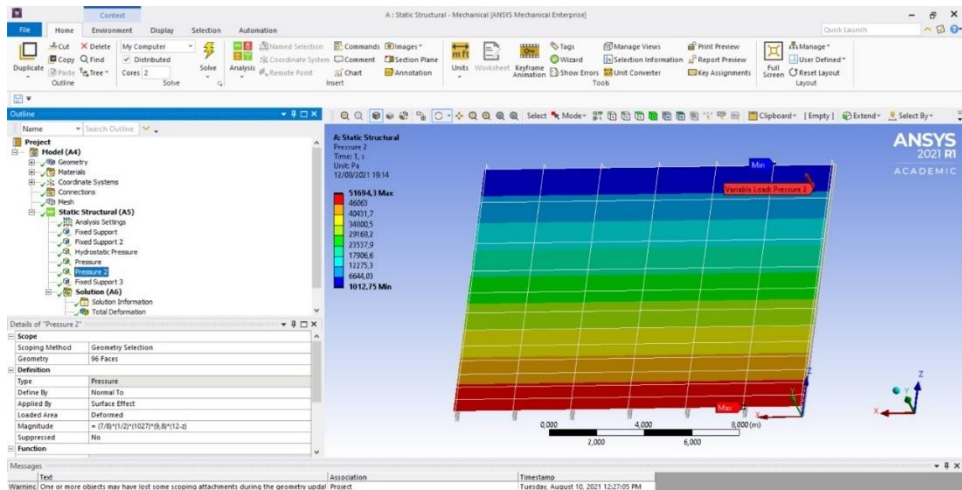 A : Static Structural - Mechanical [ANSYS Mechanical Enterprise]
Context
File Home Environment Display Selection Automation
Quick Launch
Duplicate Cut Copy Paste Delete Find Tree
Outline
My Computer
Distributed
Cores 2
Solve
Solve
Analysis Named Selection Coordinate System Remote Point Commands Comment Chart Images Section Plane Annotation
Insert
Units Worksheet Keyframe Animation Tags Wizard Show Errors Manage Views Selection Information Unit Converter Print Preview Report Preview Key Assignments
Tools
Full Screen Manage User Defined Reset Layout
Layout
Outline
Name Search Outline
Project
Model (A4)
Geometry
Materials
Coordinate Systems
Connections
Mesh
Static Structural (A5)
Analysis Settings
Fixed Support
Fixed Support 2
Hydrostatic Pressure
Pressure
Pressure 2
Fixed Support 3
Solution (A6)
Solution Information
Total Deformation
Select Mode Clipboard [Empty] Extend Select By
A: Static Structural
Pressure 2
Time: 1, s
Unit: Pa
12/08/2021 19:14
51694,3 Max
46063
40431,7
34800,5
29169,2
23537,9
17906,6
12275,3
6644,03
1012,75 Min
Min
Variable Load: Pressure 2
Max
ANSYS
2021 R1
ACADEMIC
0,000 4,000 8,000 (m)
2,000 6,000
Z
Y
X
Z
Y
X
Details of "Pressure 2"
Scope
Scoping Method Geometry Selection
Geometry 96 Faces
Definition
Type Pressure
Define By Normal To
Applied By Surface Effect
Loaded Area Deformed
Magnitude = (7/8)*(1/2)*(1027)*(9,8)*(12-z)
Suppressed No
Function
Messages
Text Association Timestamp
Warning One or more objects may have lost some scoping attachments during the geometry updat Project Tuesday, August 10, 2021 12:27:05 PM